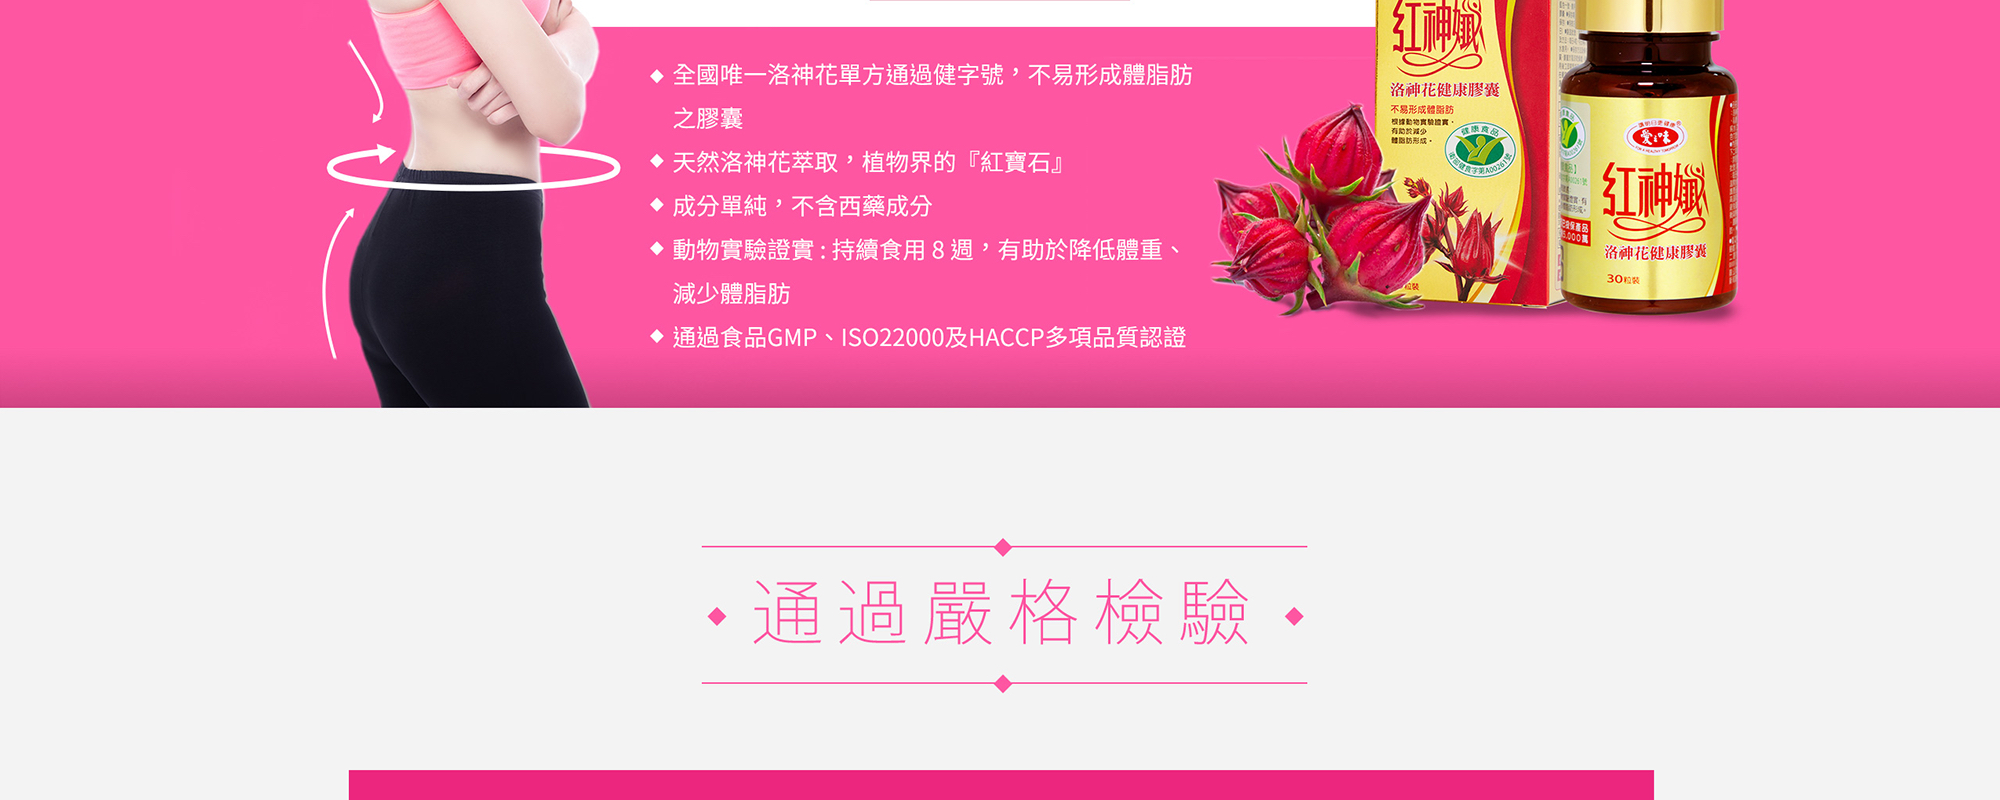 全國唯一洛神花單方通過健字號，不易形成體脂肪
之膠囊
天然洛神花萃取，植物界的『紅寶石』
成分單純，不含西藥成分
動物實驗證實 : 持續食用 8 週，有助於降低體重、
減少體脂肪
通過食品GMP、ISO22000及HACCP多項品質認證
紅神孅
洛神花健康膠囊
不易形成體脂肪
根據動物實驗證實，
有助於減少
體脂肪形成。
健康食品
衛部健食字第A00261號
粒裝
愛之味
紅神孅
洛神花健康膠囊
30粒裝
通過嚴格檢驗